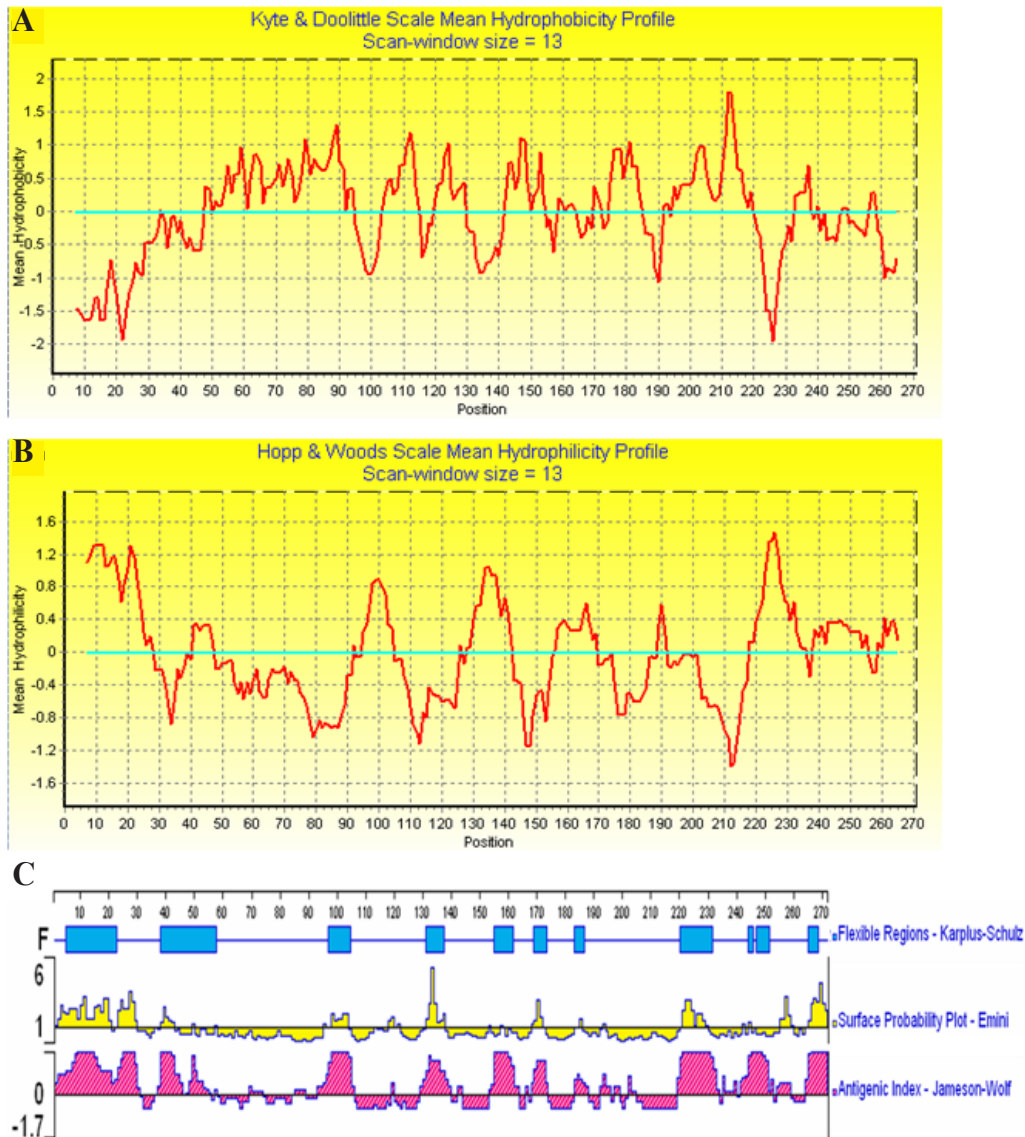 A
Kyte & Doolittle Scale Mean Hydrophobicity Profile
Scan-window size = 13
Mean Hydrophobicity
2
1.5
1
0.5
0
-0.5
-1
-1.5
-2
0 10 20 30 40 50 60 70 80 90 100 110 120 130 140 150 160 170 180 190 200 210 220 230 240 250 260 270
Position
B
Hopp & Woods Scale Mean Hydrophilicity Profile
Scan-window size = 13
Mean Hydrophilicity
1.6
1.2
0.8
0.4
0
-0.4
-0.8
-1.2
-1.6
0 10 20 30 40 50 60 70 80 90 100 110 120 130 140 150 160 170 180 190 200 210 220 230 240 250 260 270
Position
C
10 20 30 40 50 60 70 80 90 100 110 120 130 140 150 160 170 180 190 200 210 220 230 240 250 260 270
F
Flexible Regions - Karplus-Schulz
6
1
Surface Probability Plot - Emini
0
-1.7
Antigenic Index - Jameson-Wolf